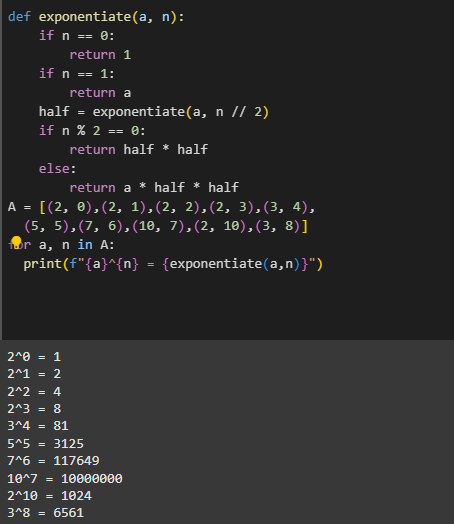 def exponentiate(a, n):
    if n == 0:
        return 1
    if n == 1:
        return a
    half = exponentiate(a, n // 2)
    if n % 2 == 0:
        return half * half
    else:
        return a * half * half
A = [(2, 0),(2, 1),(2, 2),(2, 3),(3, 4),
  (5, 5),(7, 6),(10, 7),(2, 10),(3, 8)]
for a, n in A:
  print(f"{a}^{n} = {exponentiate(a,n)}")
2^0 = 1
2^1 = 2
2^2 = 4
2^3 = 8
3^4 = 81
5^5 = 3125
7^6 = 117649
10^7 = 10000000
2^10 = 1024
3^8 = 6561